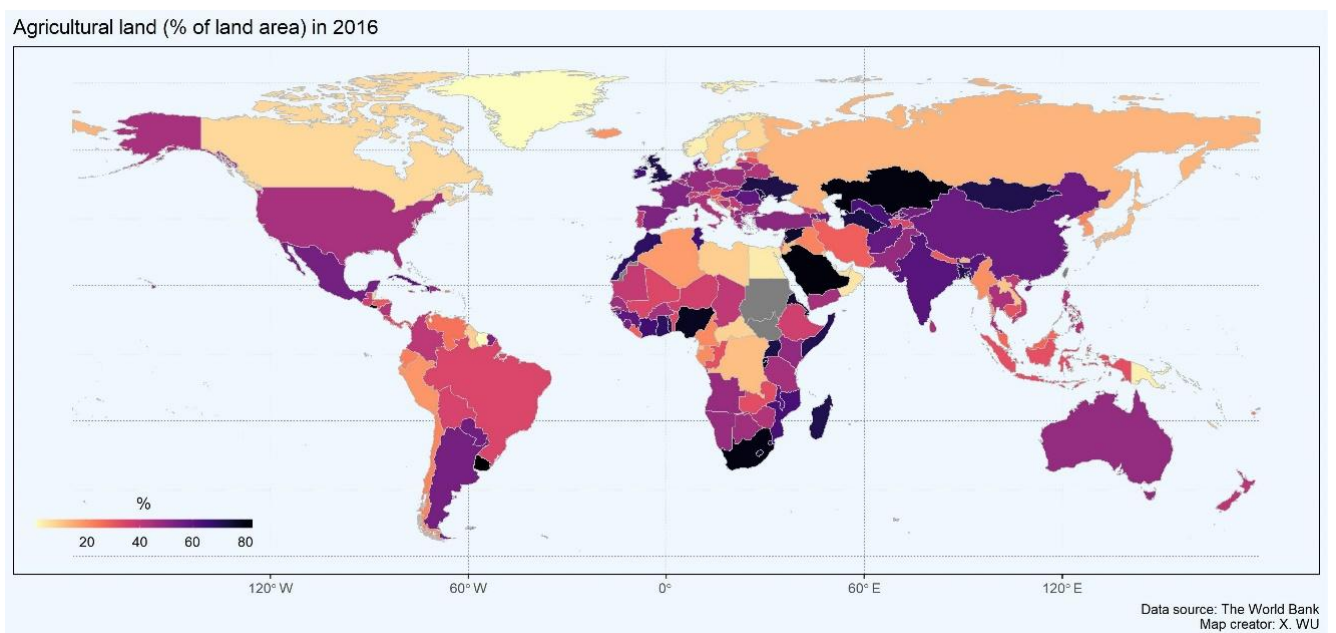 Agricultural land (% of land area) in 2016
%
20 40 60 80
120° W 60° W 0° 60° E 120° E
Data source: The World Bank
Map creator: X. WU